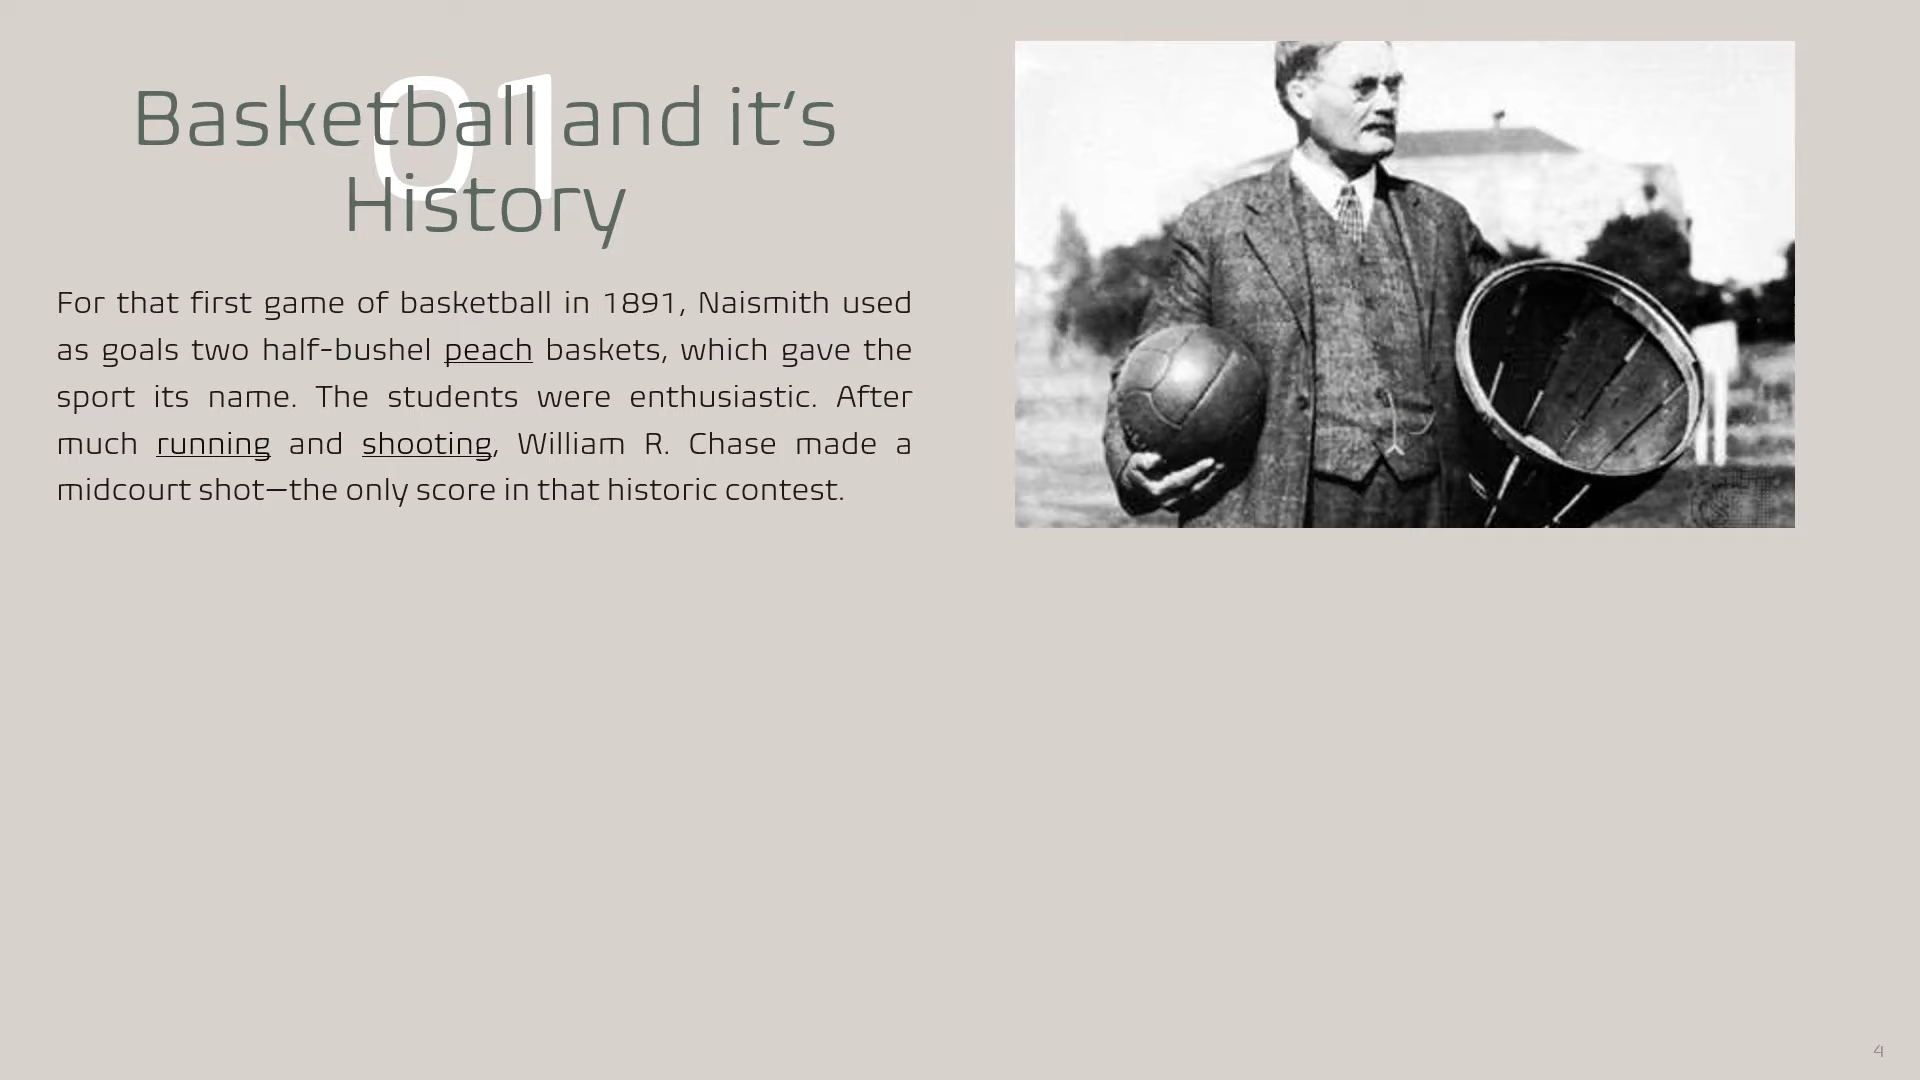 01
Basketball and it's
History
For that first game of basketball in 1891, Naismith used
as goals two half-bushel peach baskets, which gave the
sport its name. The students were enthusiastic. After
much running and shooting, William R. Chase made a
midcourt shot—the only score in that historic contest.
4